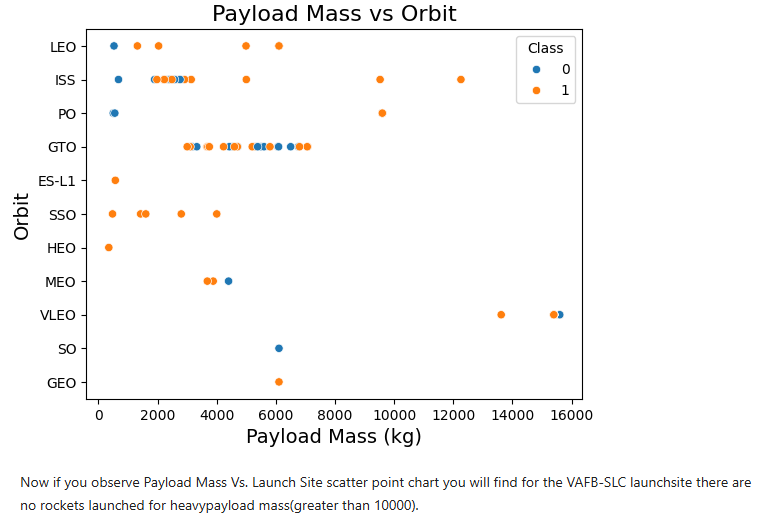 Payload Mass vs Orbit
Class
0
1
Orbit
LEO
ISS
PO
GTO
ES-L1
SSO
HEO
MEO
VLEO
SO
GEO
0 2000 4000 6000 8000 10000 12000 14000 16000
Payload Mass (kg)
Now if you observe Payload Mass Vs. Launch Site scatter point chart you will find for the VAFB-SLC launchsite there are
no rockets launched for heavypayload mass(greater than 10000).